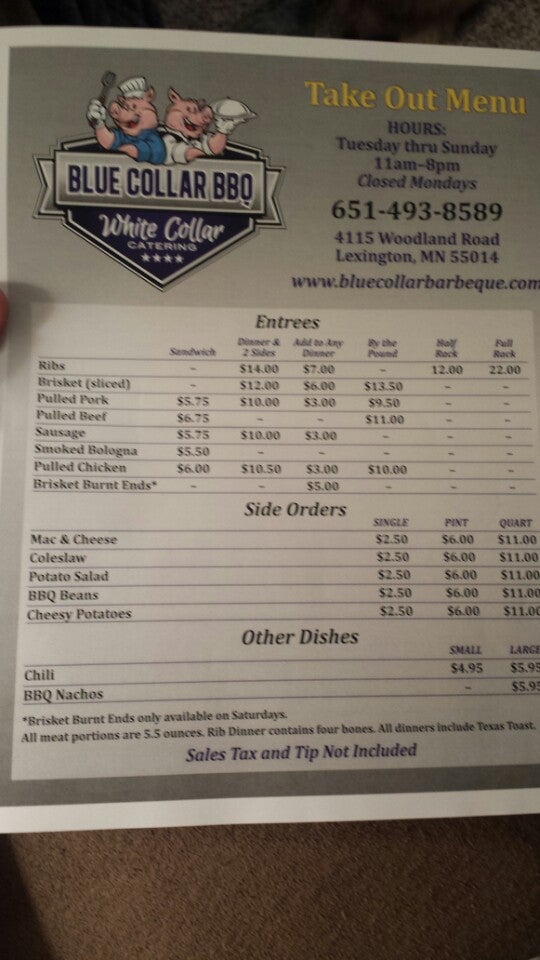 BLUE COLLAR BBQ
White Collar
CATERING
Take Out Menu
HOURS:
Tuesday thru Sunday
11am-8pm
Closed Mondays
651-493-8589
4115 Woodland Road
Lexington, MN 55014
www.bluecollarbarbeque.com
Entrees
Sandwich Dinner & 2 Sides Add to Any Dinner By the Pound Half Rack Full Rack
Ribs – $14.00 $7.00 – 12.00 22.00
Brisket (sliced) – $12.00 $6.00 $13.50 – –
Pulled Pork $5.75 $10.00 $3.00 $9.50 – –
Pulled Beef $6.75 – – $11.00 – –
Sausage $5.75 $10.00 $3.00 – – –
Smoked Bologna $5.50 – – – – –
Pulled Chicken $6.00 $10.50 $3.00 $10.00 – –
Brisket Burnt Ends* – – $5.00 – – –
Side Orders
SINGLE PINT QUART
Mac & Cheese $2.50 $6.00 $11.00
Coleslaw $2.50 $6.00 $11.00
Potato Salad $2.50 $6.00 $11.00
BBQ Beans $2.50 $6.00 $11.00
Cheesy Potatoes $2.50 $6.00 $11.00
Other Dishes
SMALL LARGE
Chili $4.95 $5.95
BBQ Nachos – $5.95
*Brisket Burnt Ends only available on Saturdays.
All meat portions are 5.5 ounces. Rib Dinner contains four bones. All dinners include Texas Toast.
Sales Tax and Tip Not Included